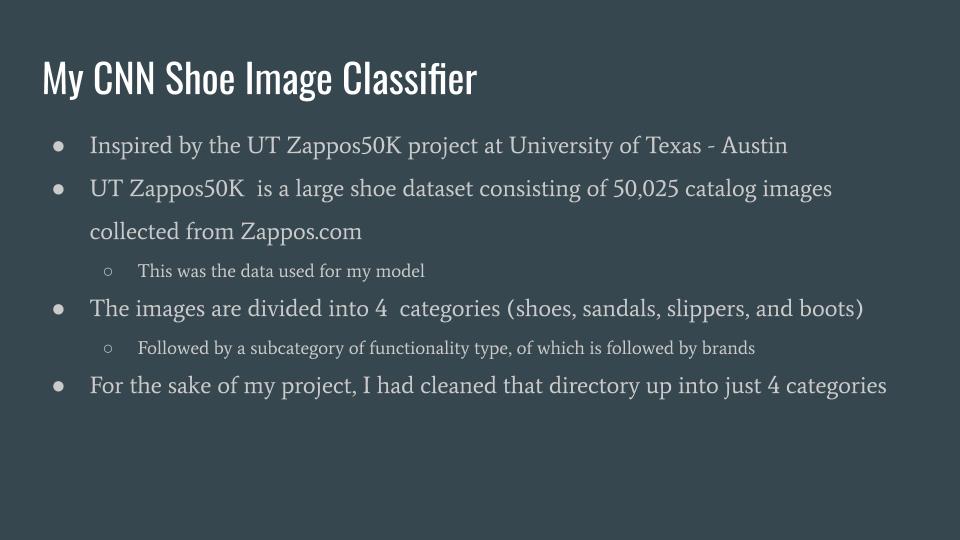 My CNN Shoe Image Classifier
● Inspired by the UT Zappos50K project at University of Texas - Austin
● UT Zappos50K  is a large shoe dataset consisting of 50,025 catalog images
collected from Zappos.com
○ This was the data used for my model
● The images are divided into 4  categories (shoes, sandals, slippers, and boots)
○ Followed by a subcategory of functionality type, of which is followed by brands
● For the sake of my project, I had cleaned that directory up into just 4 categories